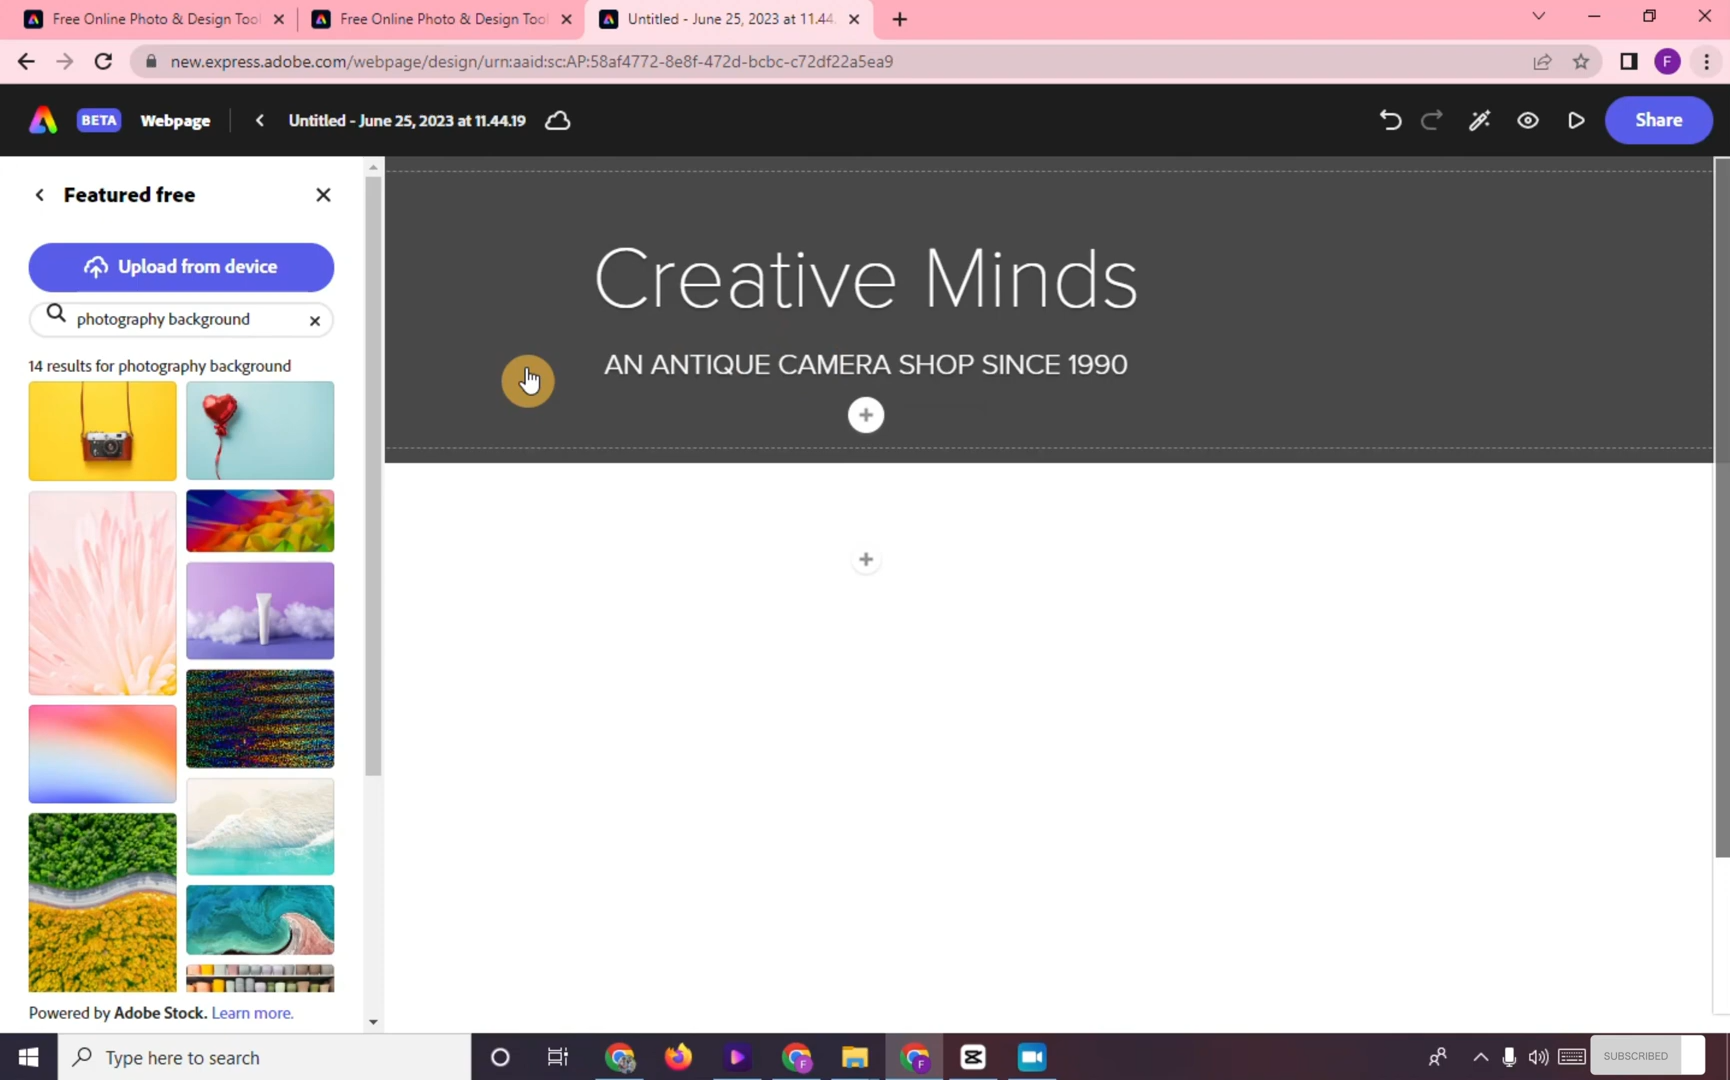 Free Online Photo & Design Tool
Free Online Photo & Design Tool
Untitled - June 25, 2023 at 11.44.
new.express.adobe.com/webpage/design/urn:aaid:sc:AP:58af4772-8e8f-472d-bcbc-c72df22a5ea9
F
BETA
Webpage
Untitled - June 25, 2023 at 11.44.19
Share
Featured free
Upload from device
photography background
14 results for photography background
Creative Minds
AN ANTIQUE CAMERA SHOP SINCE 1990
Powered by Adobe Stock. Learn more.
Type here to search
F
F
SUBSCRIBED